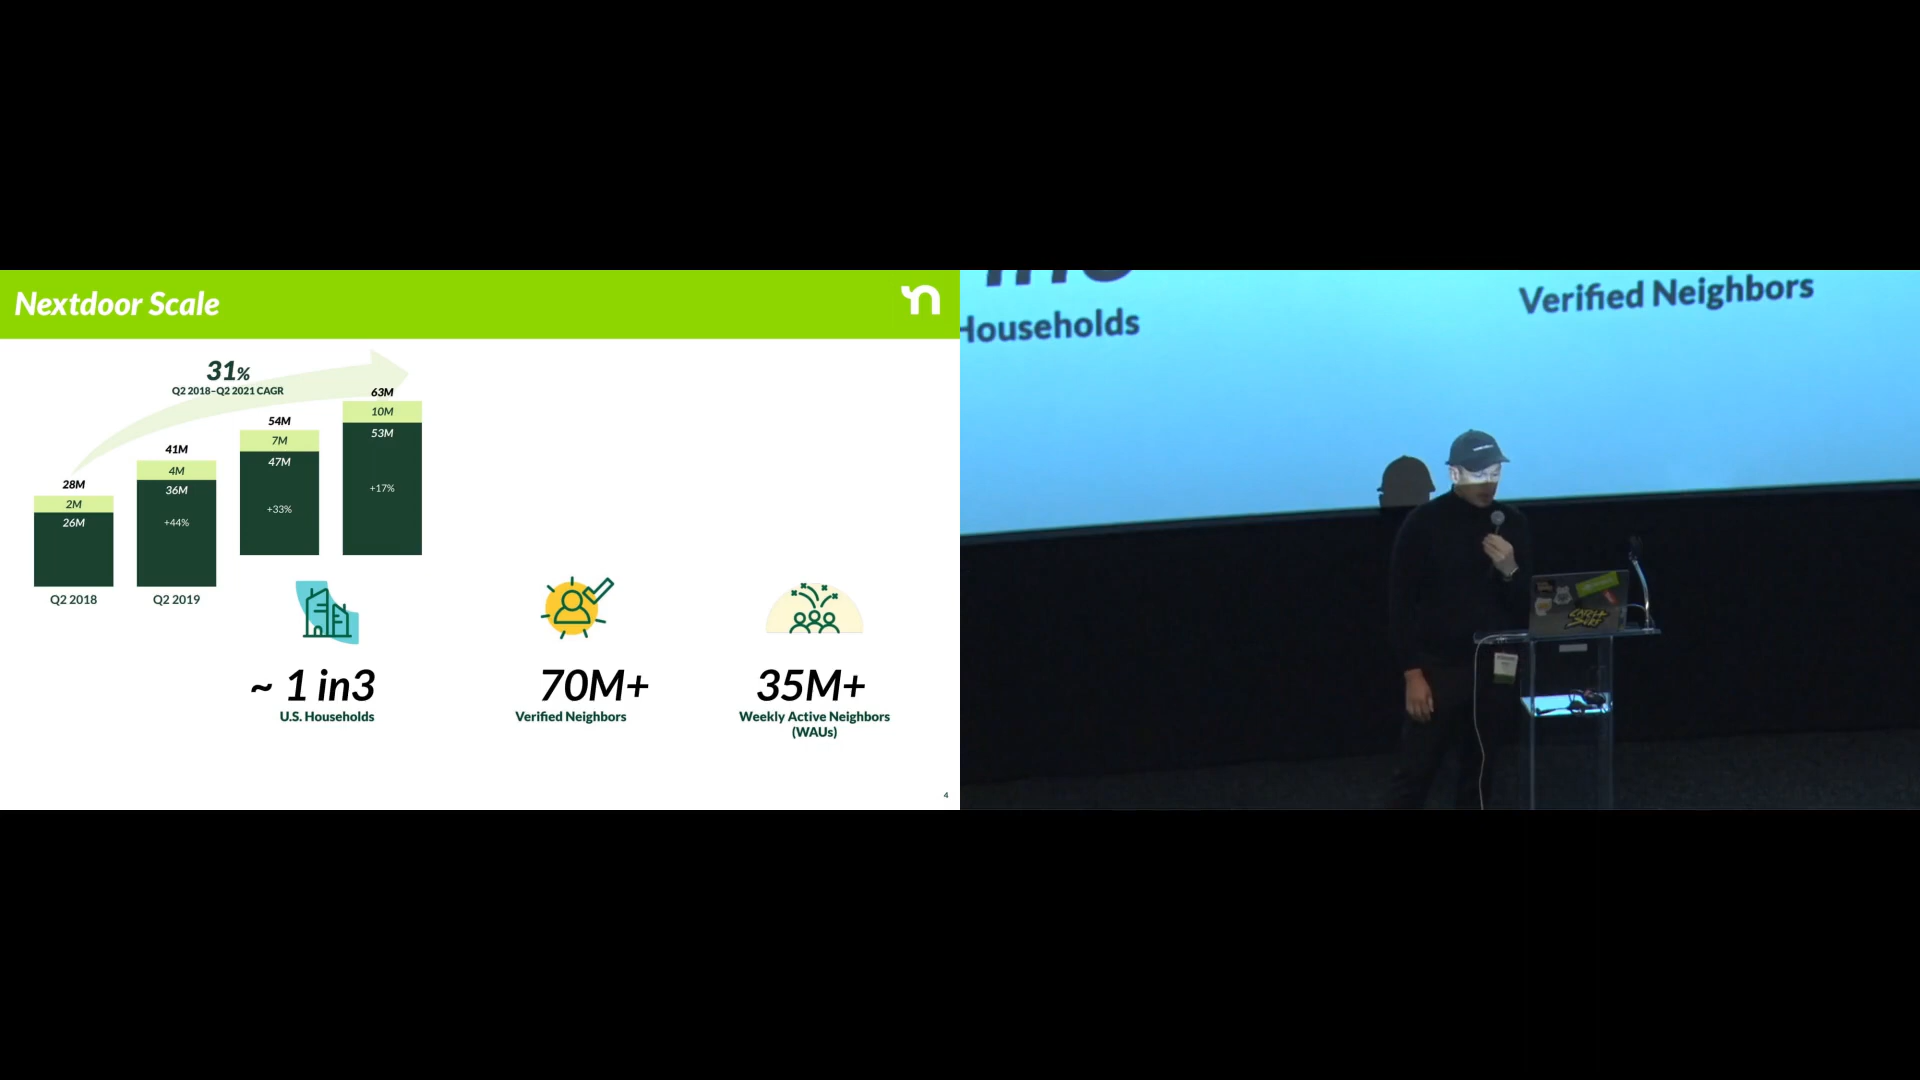 Nextdoor Scale
31%
Q2 2018–Q2 2021 CAGR
28M
2M
26M
41M
4M
36M
+44%
54M
7M
47M
+33%
63M
10M
53M
+17%
Q2 2018
Q2 2019
~ 1 in3
U.S. Households
70M+
Verified Neighbors
35M+
Weekly Active Neighbors
(WAUs)
4
Households
Verified Neighbors